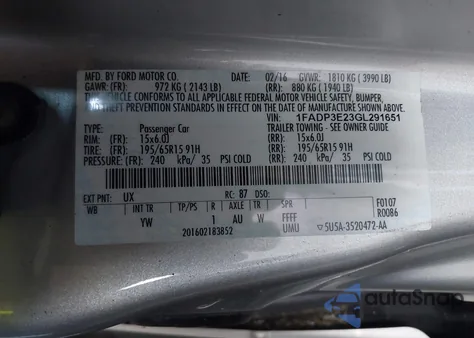 MFD. BY FORD MOTOR CO. DATE: 02/16 GVWR: 1810 KG ( 3990 LB)
GAWR: (FR): 972 KG ( 2143 LB) (RR): 880 KG ( 1940 LB)
THIS VEHICLE CONFORMS TO ALL APPLICABLE FEDERAL MOTOR VEHICLE SAFETY, BUMPER,
AND THEFT PREVENTION STANDARDS IN EFFECT ON THE DATE OF MANUFACTURE SHOWN ABOVE.
VIN: 1FADP3E23GL291651
TYPE: Passenger Car TRAILER TOWING - SEE OWNERS GUIDE
RIM: (FR): 15x6.0J (RR): 15x6.0J
TIRES: (FR): 195/65R15 91H (RR): 195/65R15 91H
PRESSURE: (FR): 240 kPa/ 35 PSI COLD (RR): 240 kPa/ 35 PSI COLD
EXT PNT: UX RC: 87 DSO:
WB INT TR TP/PS R AXLE TR SPR F0107
YW 1 AU W FFFF R0086
201602183852 UMU 5U5A-3520472-AA
autoSnap